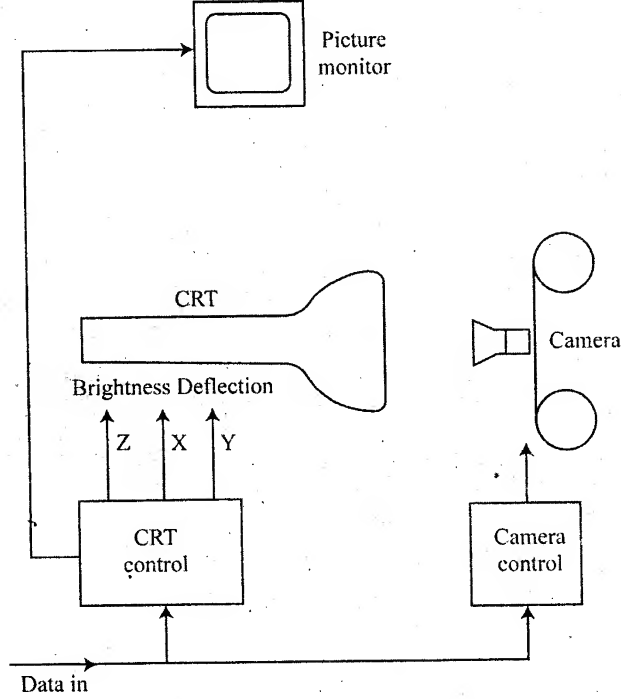 Picture
monitor
CRT
Camera
Brightness Deflection
Z
X
Y
CRT
control
Camera
control
Data in